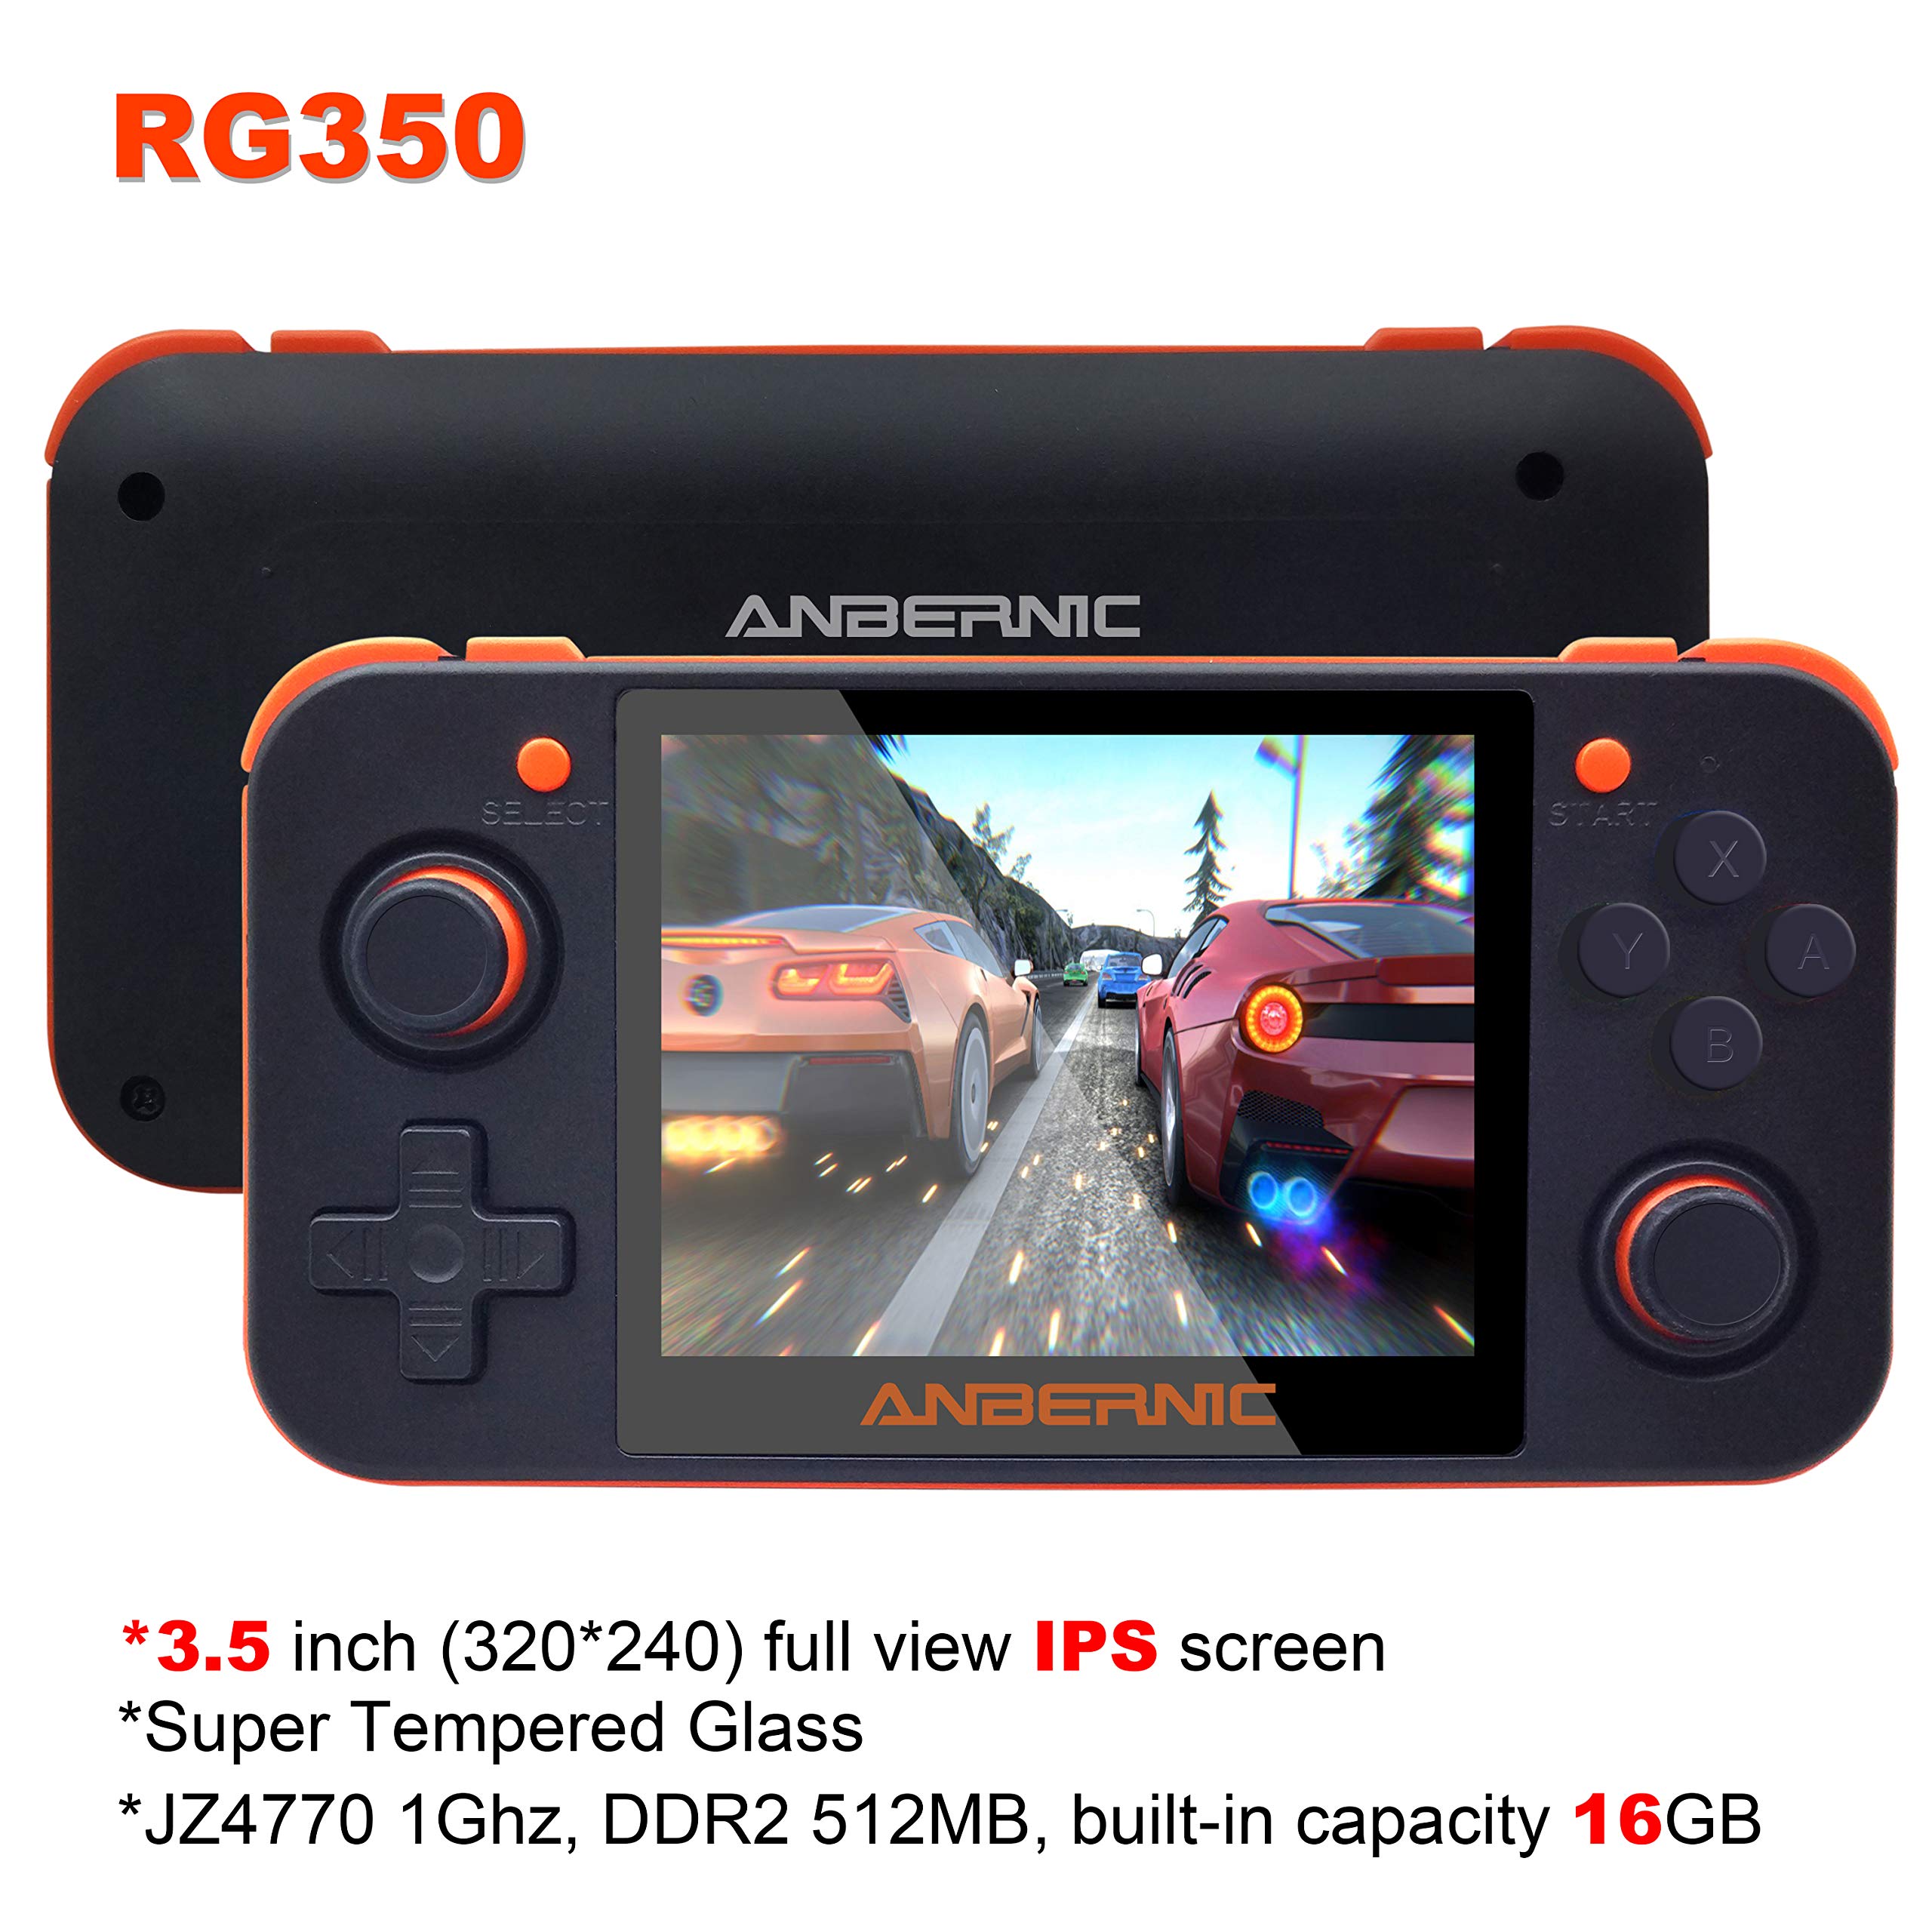 RG350
ANBERNIC
SELECT
START
X
Y
A
B
ANBERNIC
*3.5 inch (320*240) full view IPS screen
*Super Tempered Glass
*JZ4770 1Ghz, DDR2 512MB, built-in capacity 16GB